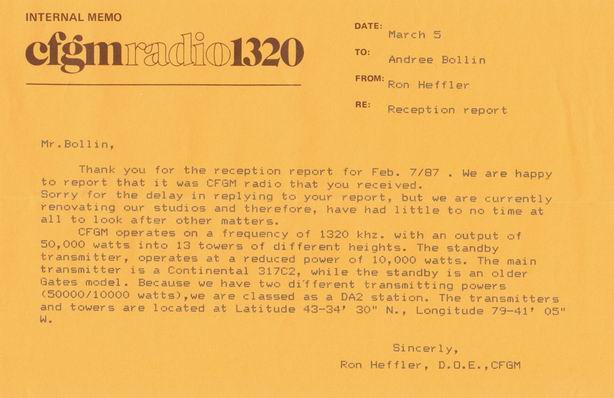 INTERNAL MEMO
cfgmradio1320
DATE: March 5
TO: Andree Bollin
FROM: Ron Heffler
RE: Reception report
Mr.Bollin,
Thank you for the reception report for Feb. 7/87 . We are happy
to report that it was CFGM radio that you received.
Sorry for the delay in replying to your report, but we are currently
renovating our studios and therefore, have had little to no time at
all to look after other matters.
CFGM operates on a frequency of 1320 khz. with an output of
50,000 watts into 13 towers of different heights. The standby
transmitter, operates at a reduced power of 10,000 watts. The main
transmitter is a Continental 317C2, while the standby is an older
Gates model. Because we have two different transmitting powers
(50000/10000 watts),we are classed as a DA2 station. The transmitters
and towers are located at Latitude 43-34' 30" N., Longitude 79-41' 05"
W.
Sincerly,
Ron Heffler, D.O.E.,CFGM